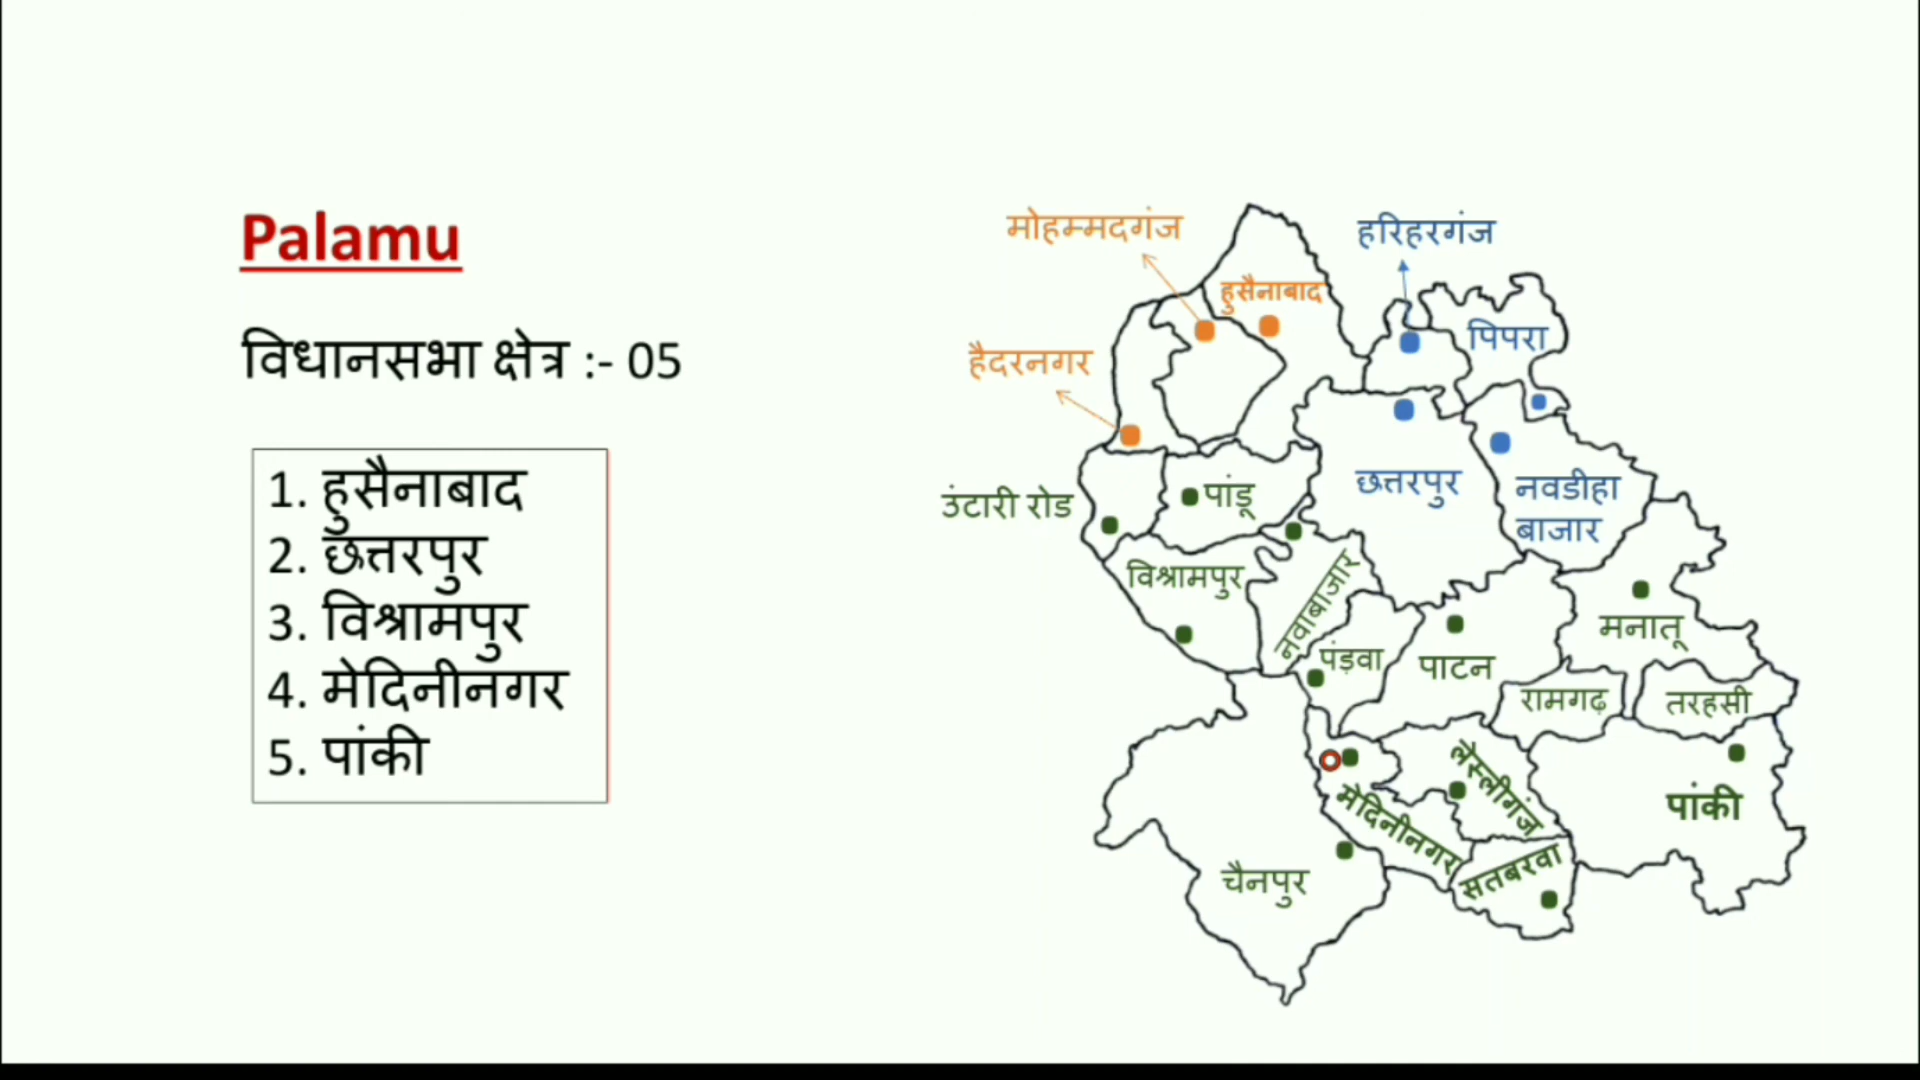 Palamu
विधानसभा क्षेत्र :- 05
1. हुसैनाबाद
2. छत्तरपुर
3. विश्रामपुर
4. मेदिनीनगर
5. पांकी
मोहम्मदगंज
हरिहरगंज
हुसैनाबाद
पिपरा
हैदरनगर
छत्तरपुर
नवडीहा
बाजार
उंटारी रोड
पांडू
विश्रामपुर
नवाबाजार
मनातू
पंड़वा
पाटन
रामगढ़
तरहसी
लेस्लीगंज
मेदिनीनगर
पांकी
सतबरवा
चैनपुर